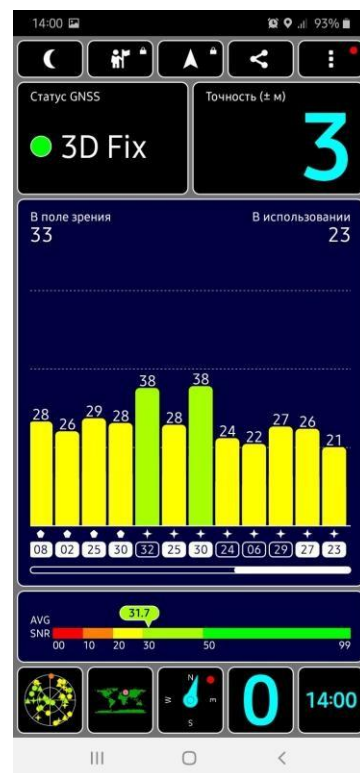 14:00 93%
Статус GNSS
3D Fix
Точность (± м)
3
В поле зрения
33
В использовании
23
28 26 29 28 38 28 38 24 22 27 26 21
08 02 25 30 32 25 30 24 06 29 27 23
31.7
AVG
SNR
00 10 20 30 50 99
N
W E
S
0
14:00